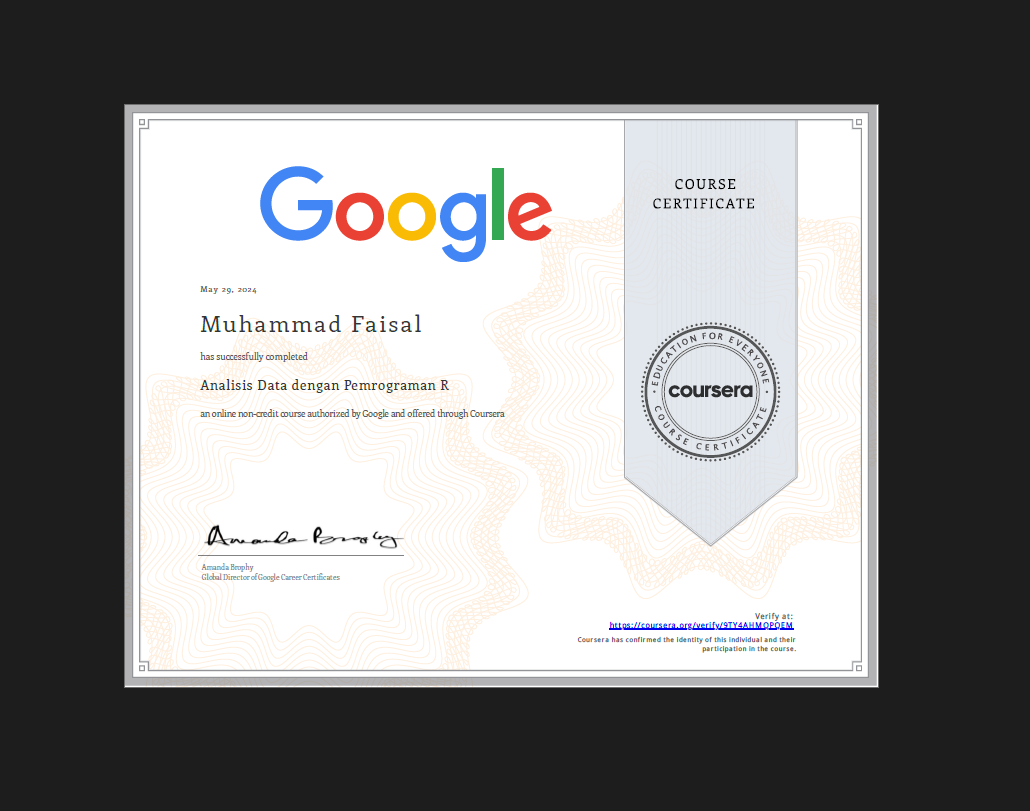 Google
COURSE
CERTIFICATE
May 29, 2024
Muhammad Faisal
has successfully completed
Analisis Data dengan Pemrograman R
an online non-credit course authorized by Google and offered through Coursera
EDUCATION FOR EVERYONE
coursera
COURSE CERTIFICATE
Amanda Brophy
Amanda Brophy
Global Director of Google Career Certificates
Verify at:
https://coursera.org/verify/9TY4AHMQPQEM
Coursera has confirmed the identity of this individual and their
participation in the course.